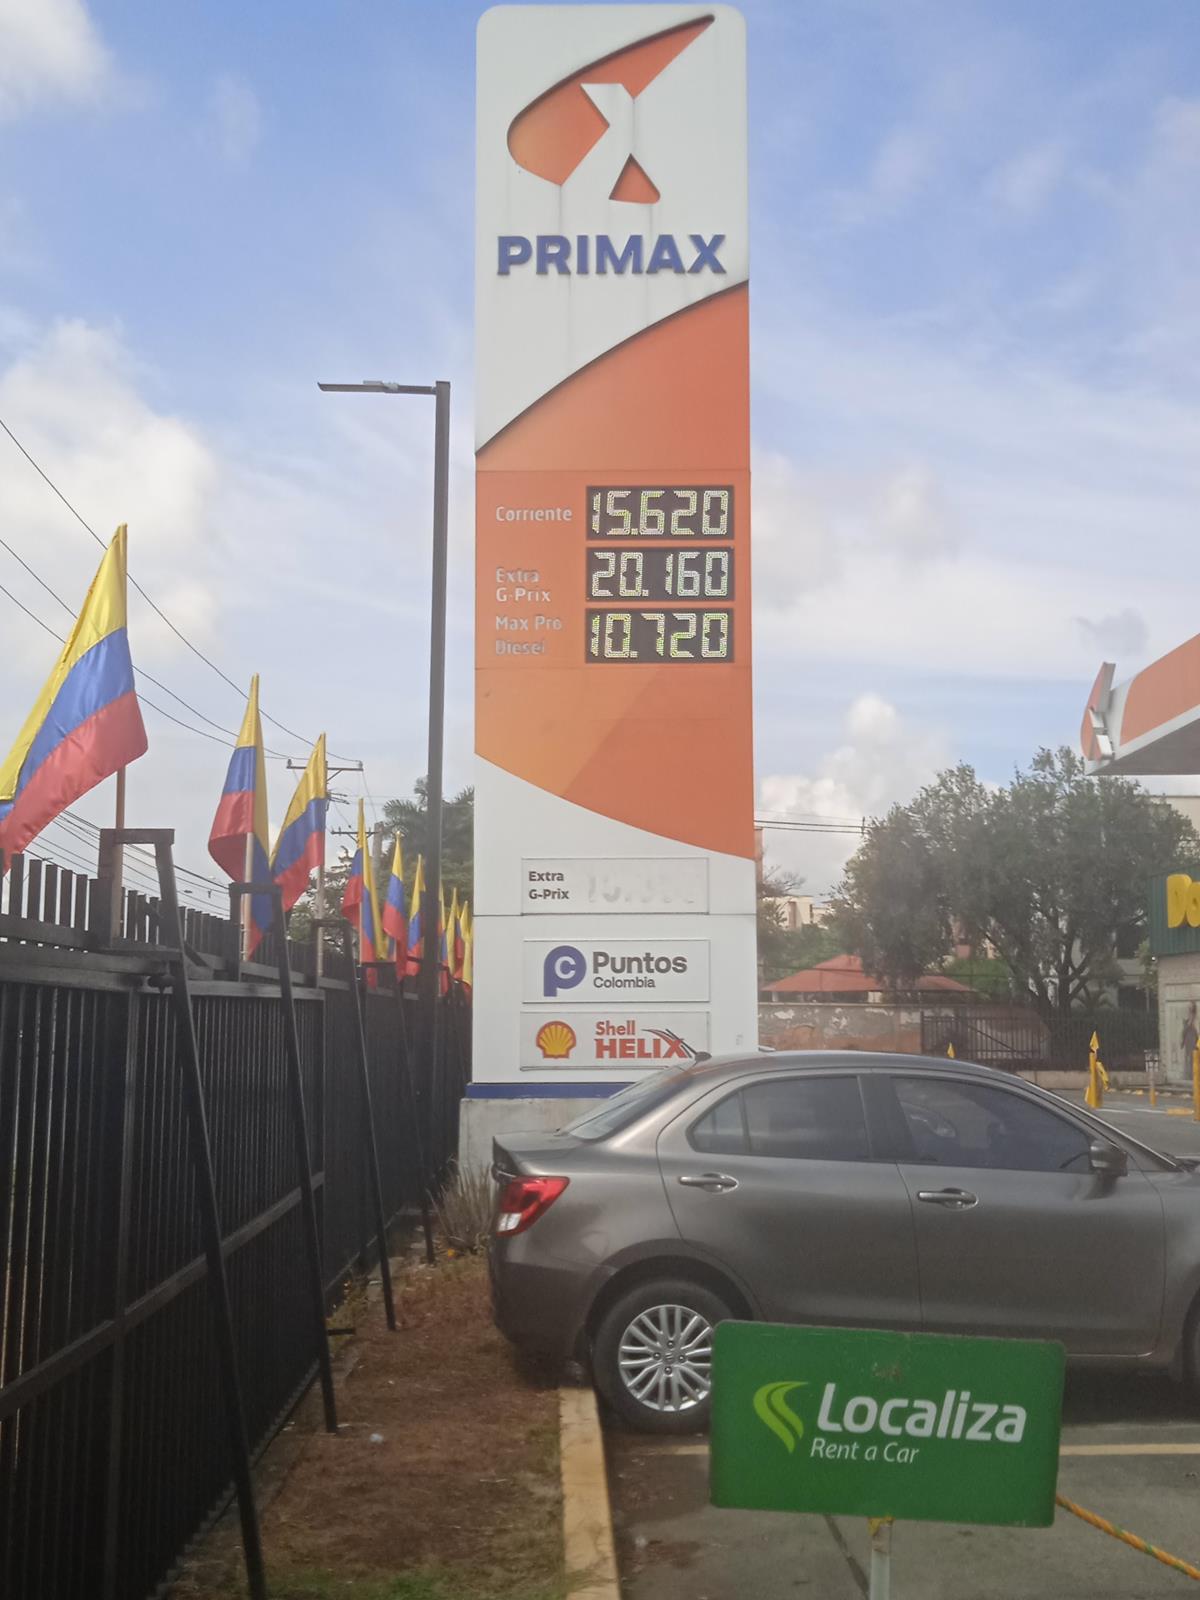 PRIMAX
Corriente 15.620
Extra
G-Prix 20.160
Max Pro
Diesel 10.720
Extra
G-Prix
Puntos
Colombia
Shell
HELIX
Localiza
Rent a Car